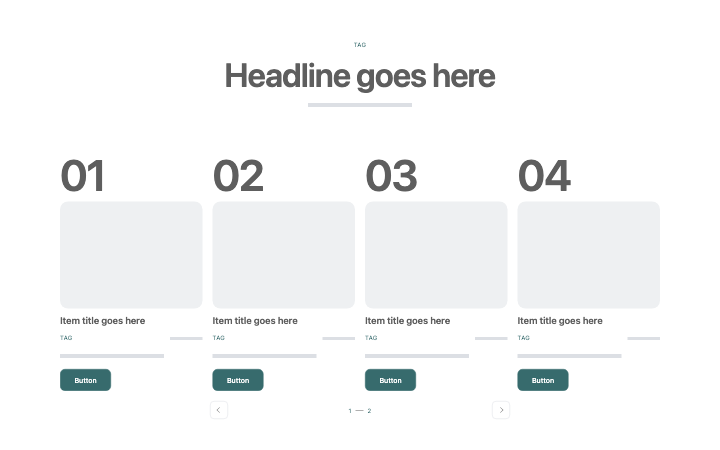 TAG
Headline goes here
01 02 03 04
Item title goes here Item title goes here Item title goes here Item title goes here
TAG TAG TAG TAG
Button Button Button Button
1 — 2